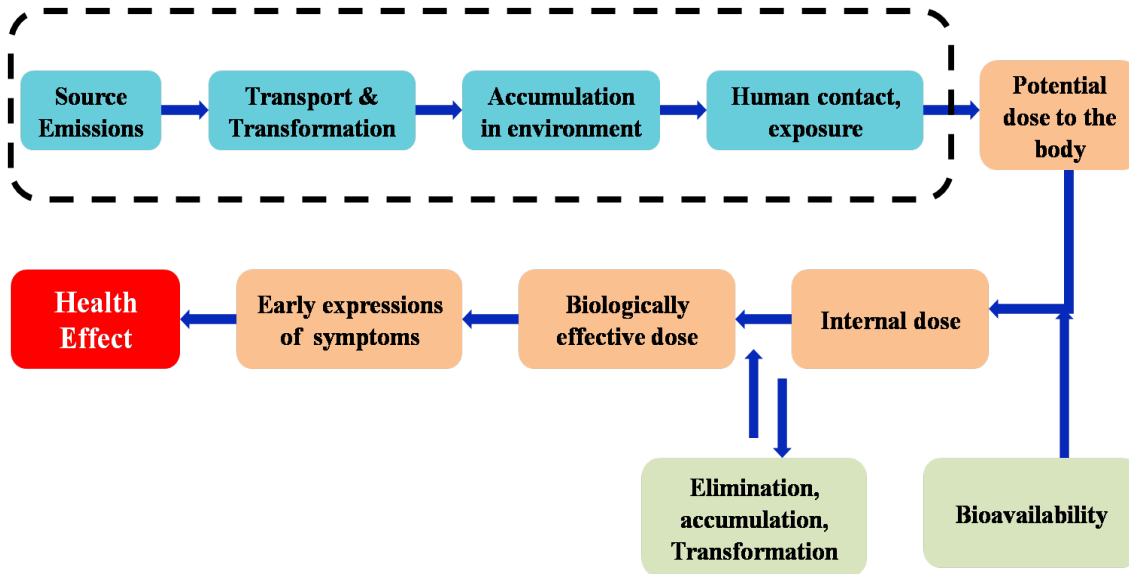 Source
Emissions
Transport &
Transformation
Accumulation
in environment
Human contact,
exposure
Potential
dose to the
body
Health
Effect
Early expressions
of symptoms
Biologically
effective dose
Internal dose
Elimination,
accumulation,
Transformation
Bioavailability